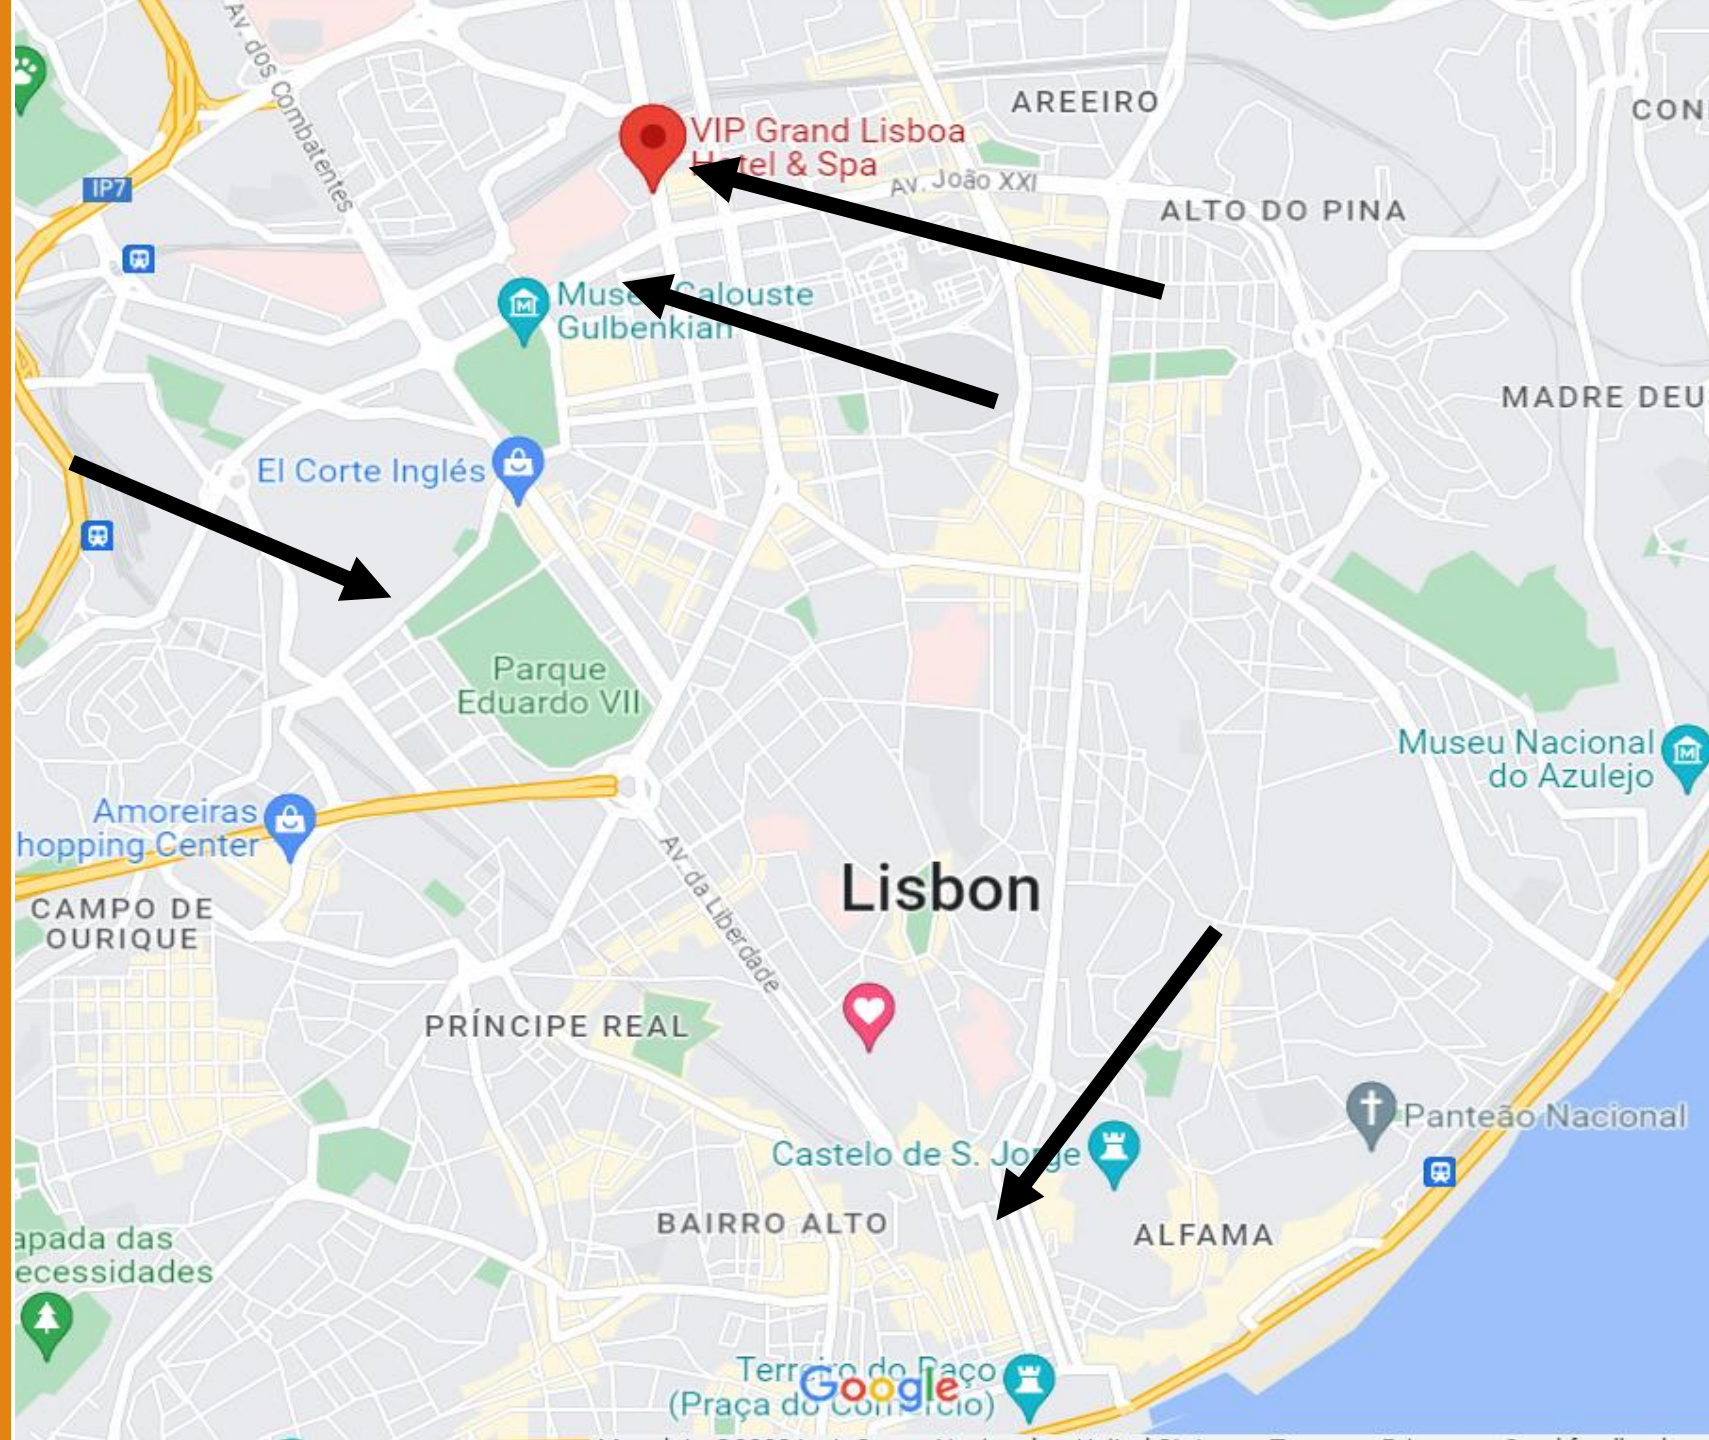 Av. dos Combatentes
AREEIRO
VIP Grand Lisboa
Hotel & Spa
Av. João XXI
IP7
ALTO DO PINA
Museu Calouste
Gulbenkian
El Corte Inglés
Parque
Eduardo VII
Museu Nacional
do Azulejo
Amoreiras
hopping Center
Av. da Liberdade
Lisbon
CAMPO DE
OURIQUE
PRÍNCIPE REAL
Panteão Nacional
Castelo de S. Jorge
BAIRRO ALTO
ALFAMA
apada das
ecessidades
Terreiro do Paço
(Praça do Comércio)
Google
CON
MADRE DEU